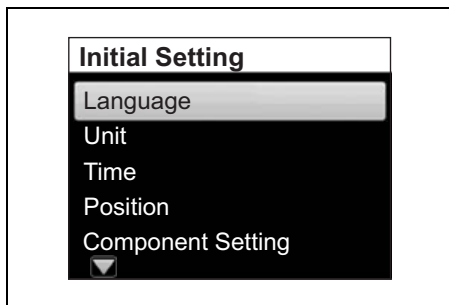 Initial Setting
Language
Unit
Time
Position
Component Setting